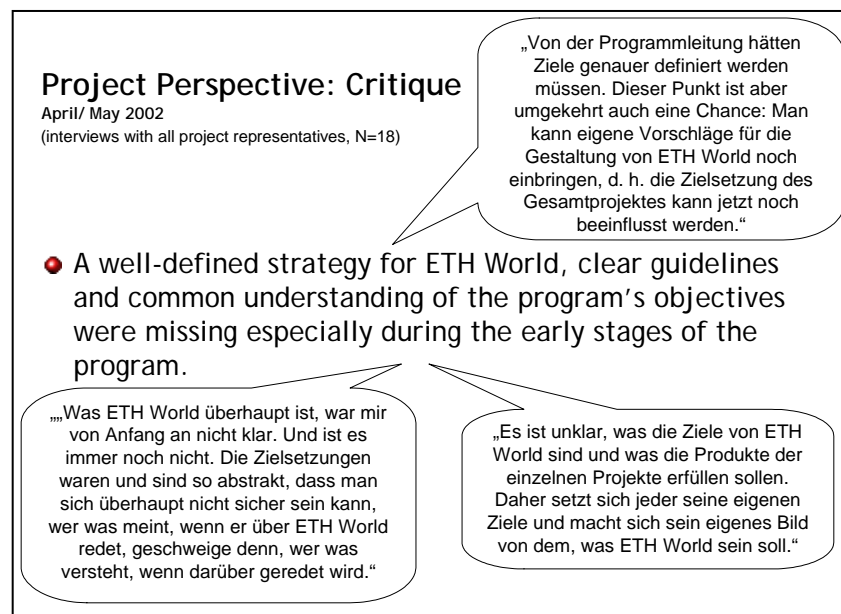 Project Perspective: Critique
April/ May 2002
(interviews with all project representatives, N=18)
„Von der Programmleitung hätten
Ziele genauer definiert werden
müssen. Dieser Punkt ist aber
umgekehrt auch eine Chance: Man
kann eigene Vorschläge für die
Gestaltung von ETH World noch
einbringen, d. h. die Zielsetzung des
Gesamtprojektes kann jetzt noch
beeinflusst werden.“
A well-defined strategy for ETH World, clear guidelines
and common understanding of the program’s objectives
were missing especially during the early stages of the
program.
„„Was ETH World überhaupt ist, war mir
von Anfang an nicht klar. Und ist es
immer noch nicht. Die Zielsetzungen
waren und sind so abstrakt, dass man
sich überhaupt nicht sicher sein kann,
wer was meint, wenn er über ETH World
redet, geschweige denn, wer was
versteht, wenn darüber geredet wird.“
„Es ist unklar, was die Ziele von ETH
World sind und was die Produkte der
einzelnen Projekte erfüllen sollen.
Daher setzt sich jeder seine eigenen
Ziele und macht sich sein eigenes Bild
von dem, was ETH World sein soll.“